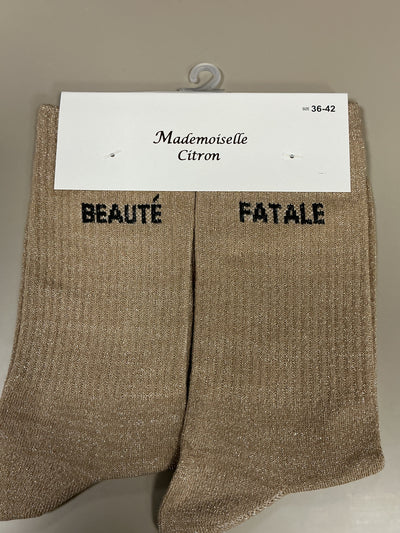 SIZE 36-42
Mademoiselle
Citron
BEAUTÉ FATALE